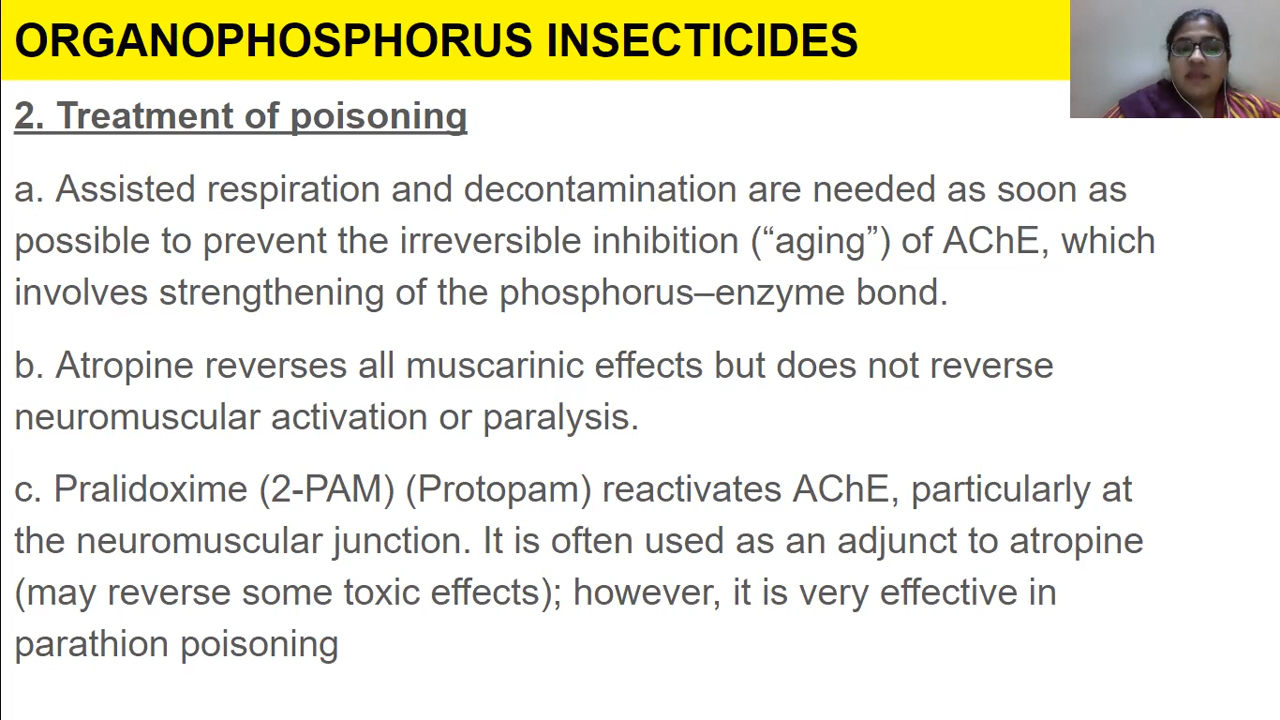 ORGANOPHOSPHORUS INSECTICIDES
2. Treatment of poisoning
a. Assisted respiration and decontamination are needed as soon as
possible to prevent the irreversible inhibition (“aging”) of AChE, which
involves strengthening of the phosphorus–enzyme bond.
b. Atropine reverses all muscarinic effects but does not reverse
neuromuscular activation or paralysis.
c. Pralidoxime (2-PAM) (Protopam) reactivates AChE, particularly at
the neuromuscular junction. It is often used as an adjunct to atropine
(may reverse some toxic effects); however, it is very effective in
parathion poisoning